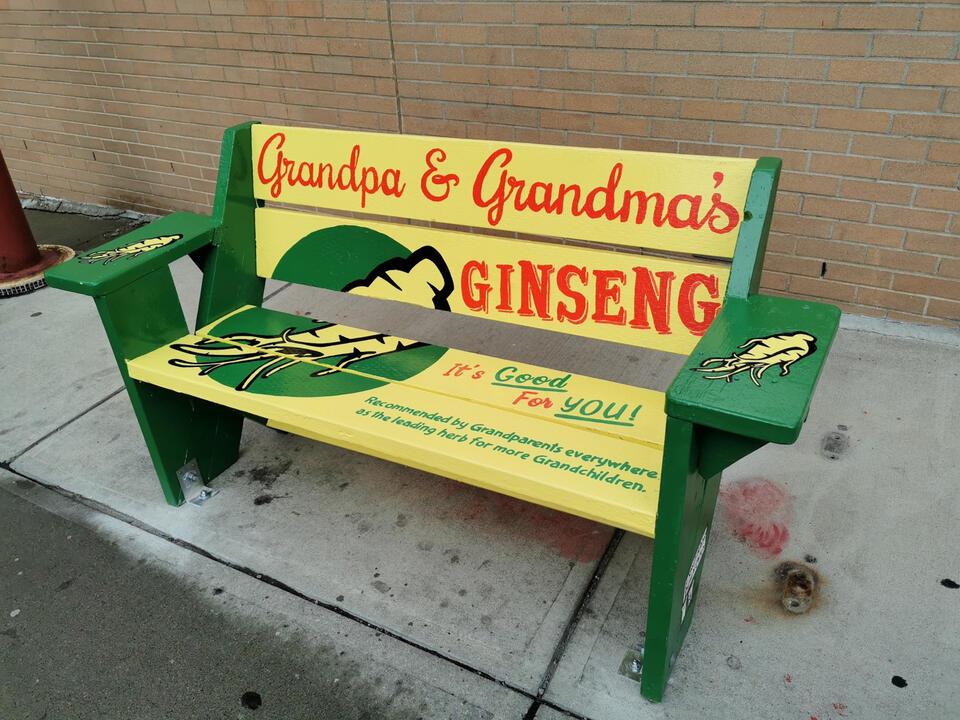 Grandpa & Grandma's
GINSENG
It's Good
For YOU!
Recommended by Grandparents everywhere
as the leading herb for more Grandchildren.